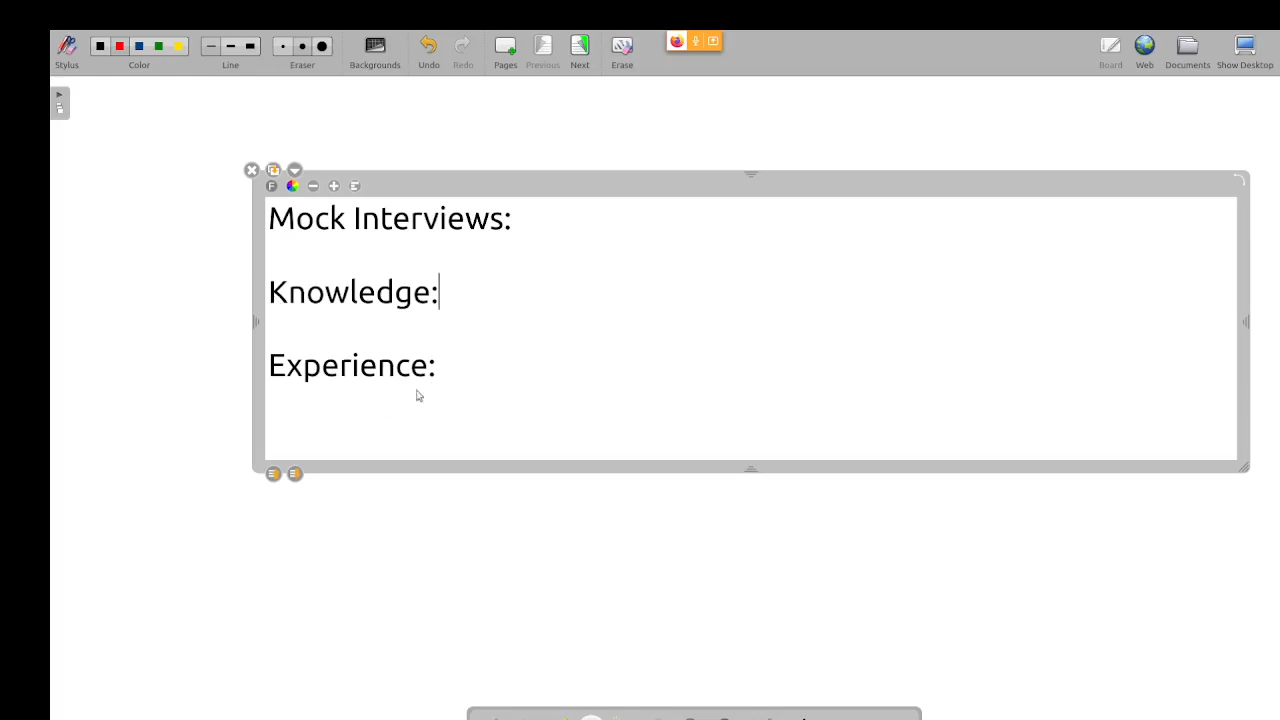 Stylus
Color
Line
Eraser
Backgrounds
Undo
Redo
Pages
Previous
Next
Erase
Board
Web
Documents
Show Desktop
Mock Interviews:
Knowledge:
Experience: